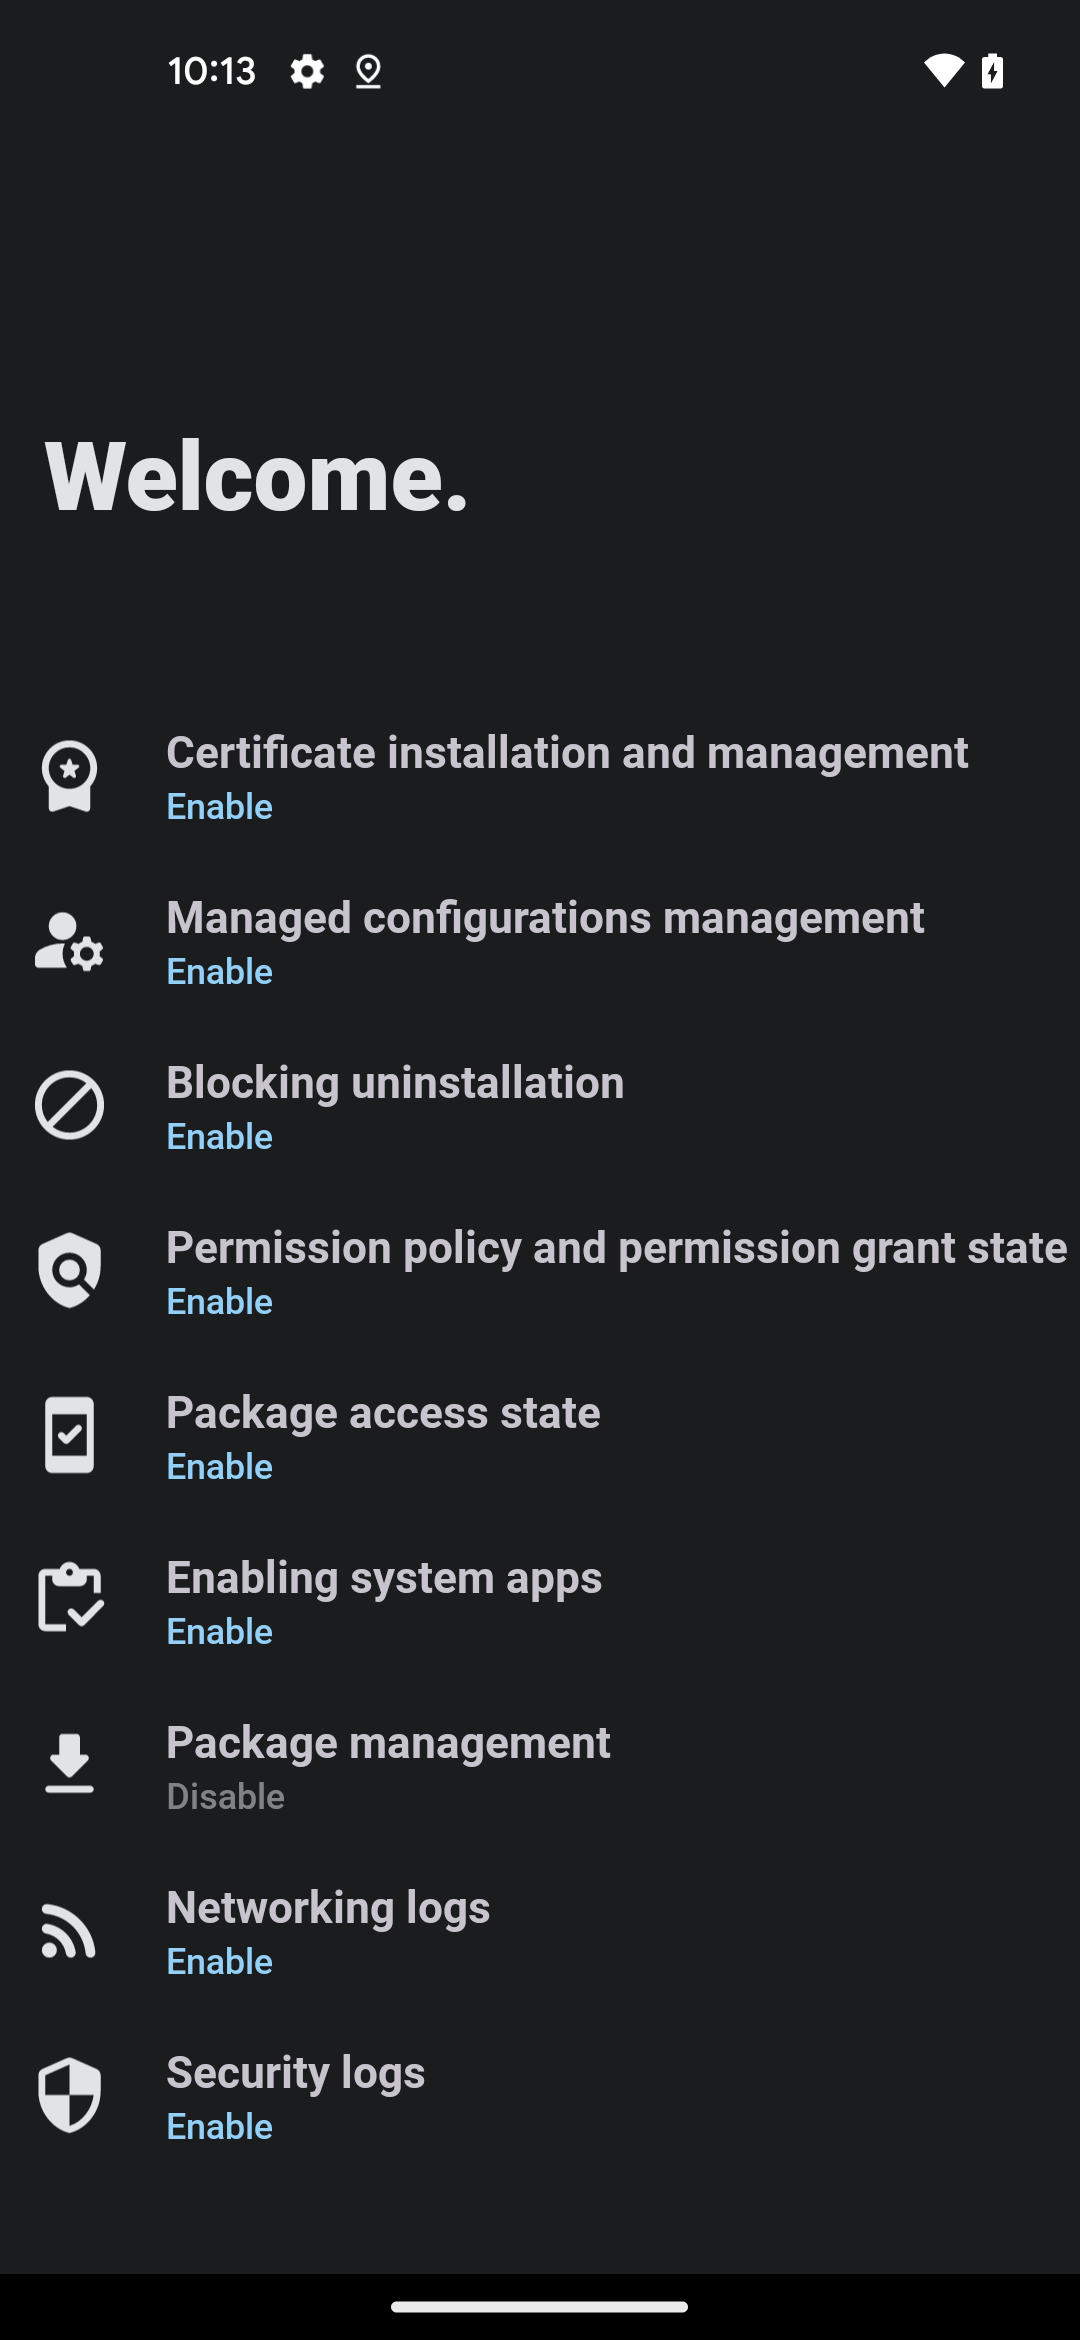 10:13
Welcome.
Certificate installation and management
Enable
Managed configurations management
Enable
Blocking uninstallation
Enable
Permission policy and permission grant state
Enable
Package access state
Enable
Enabling system apps
Enable
Package management
Disable
Networking logs
Enable
Security logs
Enable